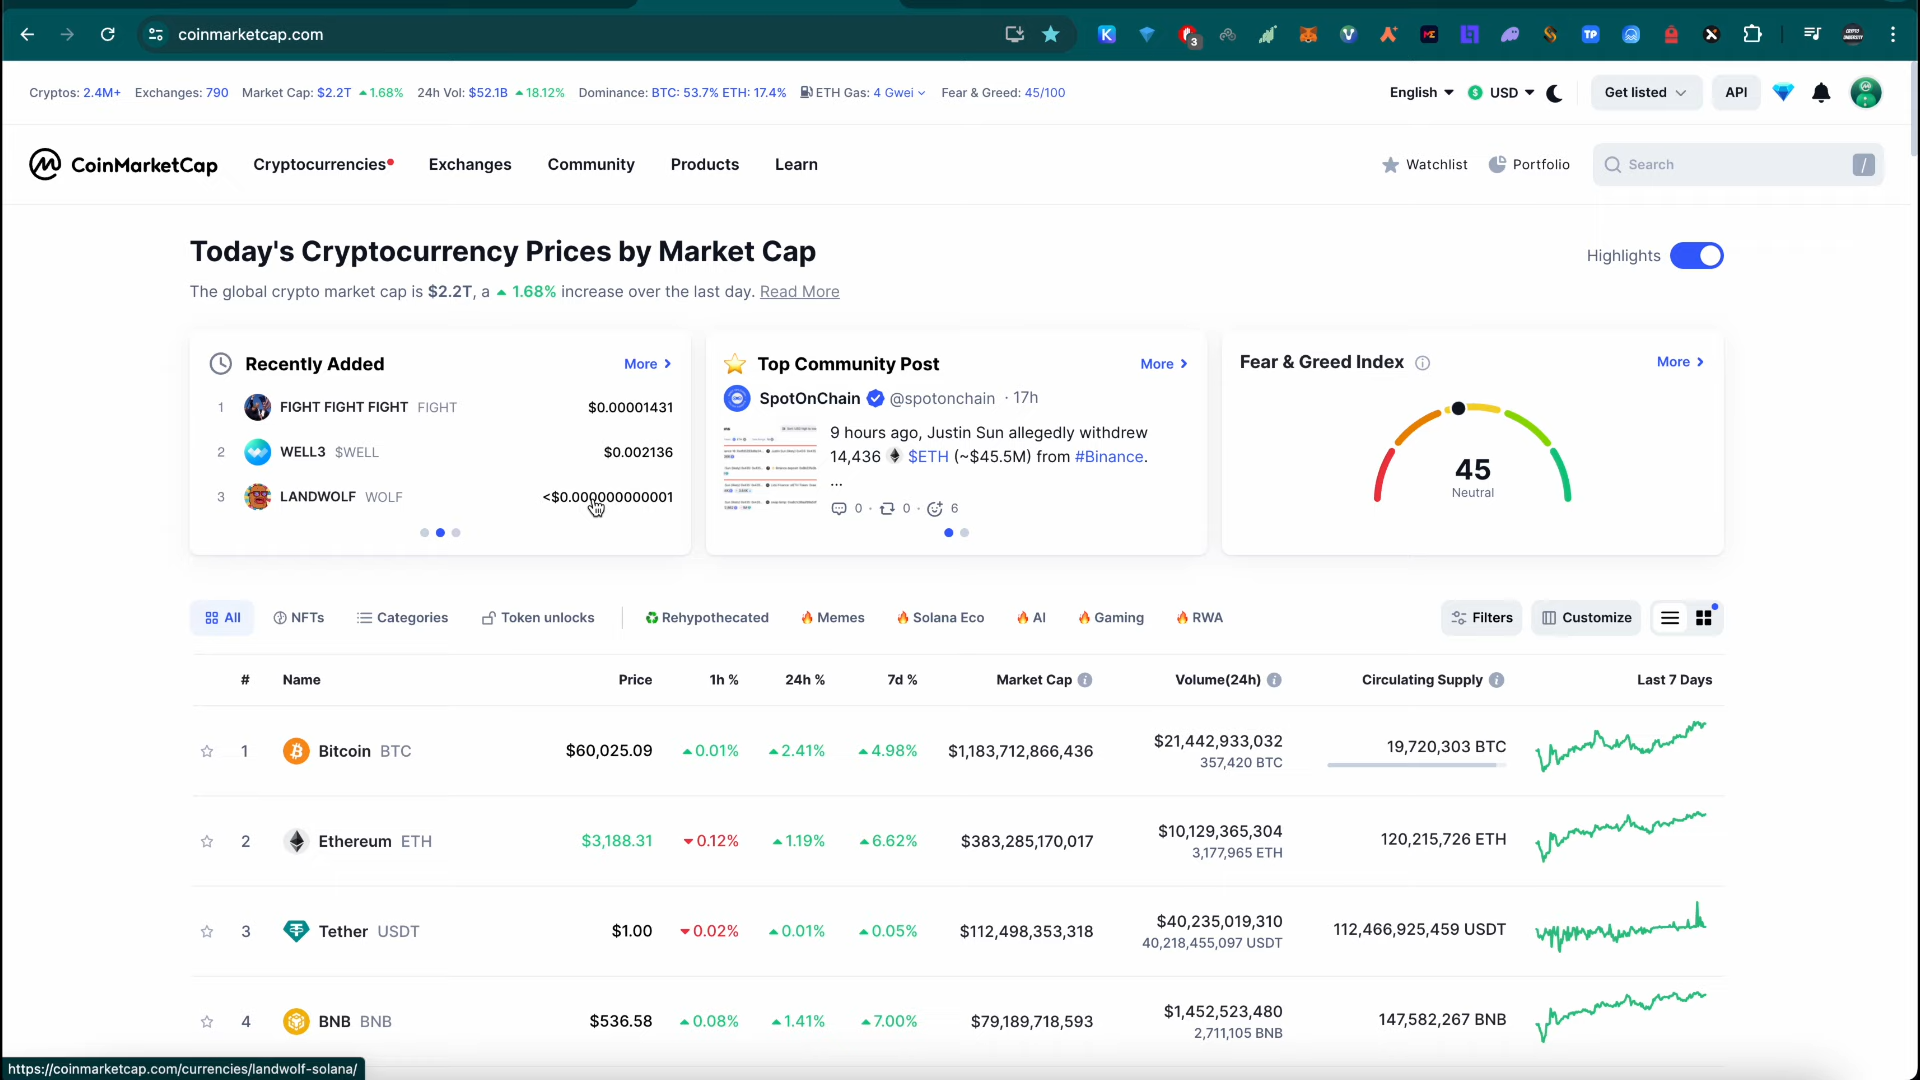 coinmarketcap.com
3
Cryptos: 2.4M+ Exchanges: 790 Market Cap: $2.2T 1.68% 24h Vol: $52.1B 18.12% Dominance: BTC: 53.7% ETH: 17.4% ETH Gas: 4 Gwei Fear & Greed: 45/100
English USD Get listed API
CoinMarketCap Cryptocurrencies Exchanges Community Products Learn
Watchlist Portfolio Search /
Today's Cryptocurrency Prices by Market Cap
Highlights
The global crypto market cap is $2.2T, a 1.68% increase over the last day. Read More
Recently Added More
1 FIGHT FIGHT FIGHT FIGHT $0.00001431
2 WELL3 $WELL $0.002136
3 LANDWOLF WOLF <$0.000000000001
Top Community Post More
SpotOnChain @spotonchain · 17h
9 hours ago, Justin Sun allegedly withdrew
14,436 $ETH (~$45.5M) from #Binance.
...
0 · 0 · 6
Fear & Greed Index More
45
Neutral
All NFTs Categories Token unlocks Rehypothecated Memes Solana Eco AI Gaming RWA Filters Customize
# Name Price 1h % 24h % 7d % Market Cap Volume(24h) Circulating Supply Last 7 Days
1 Bitcoin BTC $60,025.09 0.01% 2.41% 4.98% $1,183,712,866,436 $21,442,933,032 19,720,303 BTC
357,420 BTC
2 Ethereum ETH $3,188.31 0.12% 1.19% 6.62% $383,285,170,017 $10,129,365,304 120,215,726 ETH
3,177,965 ETH
3 Tether USDT $1.00 0.02% 0.01% 0.05% $112,498,353,318 $40,235,019,310 112,466,925,459 USDT
40,218,455,097 USDT
4 BNB BNB $536.58 0.08% 1.41% 7.00% $79,189,718,593 $1,452,523,480 147,582,267 BNB
2,711,105 BNB
https://coinmarketcap.com/currencies/landwolf-solana/